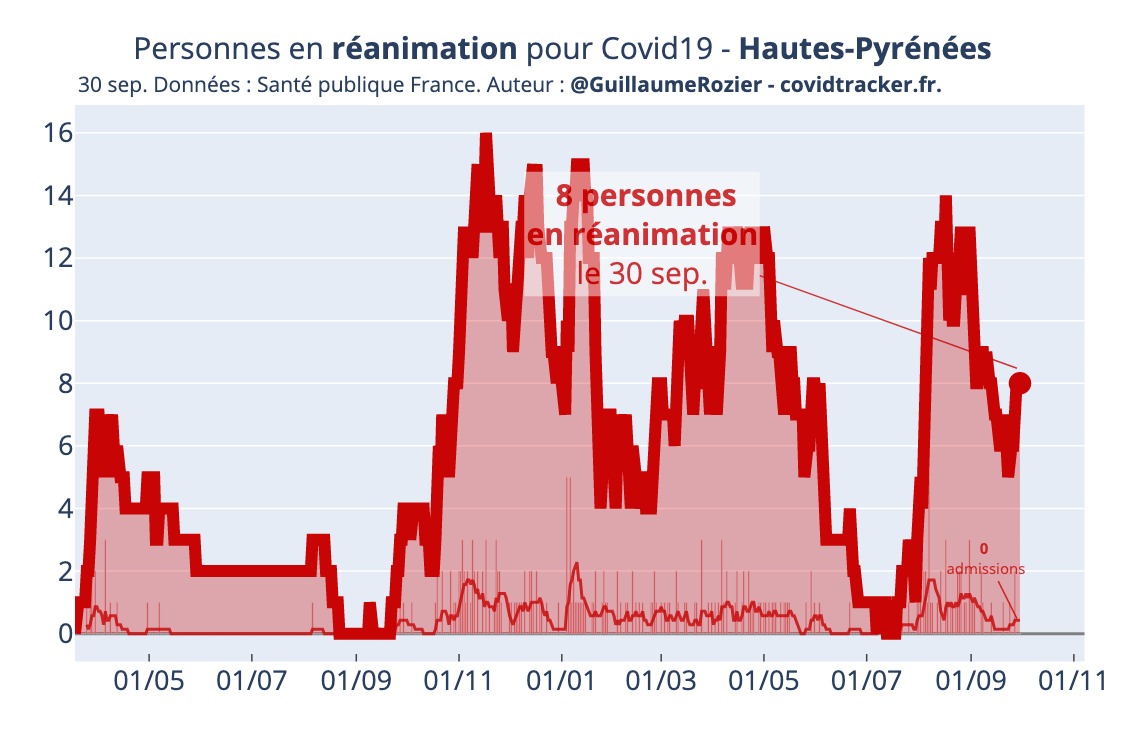 Personnes en réanimation pour Covid19 - Hautes-Pyrénées
30 sep. Données : Santé publique France. Auteur : @GuillaumeRozier - covidtracker.fr.
16
14
12
10
8
6
4
2
0
8 personnes
en réanimation
le 30 sep.
0
admissions
01/05 01/07 01/09 01/11 01/01 01/03 01/05 01/07 01/09 01/11